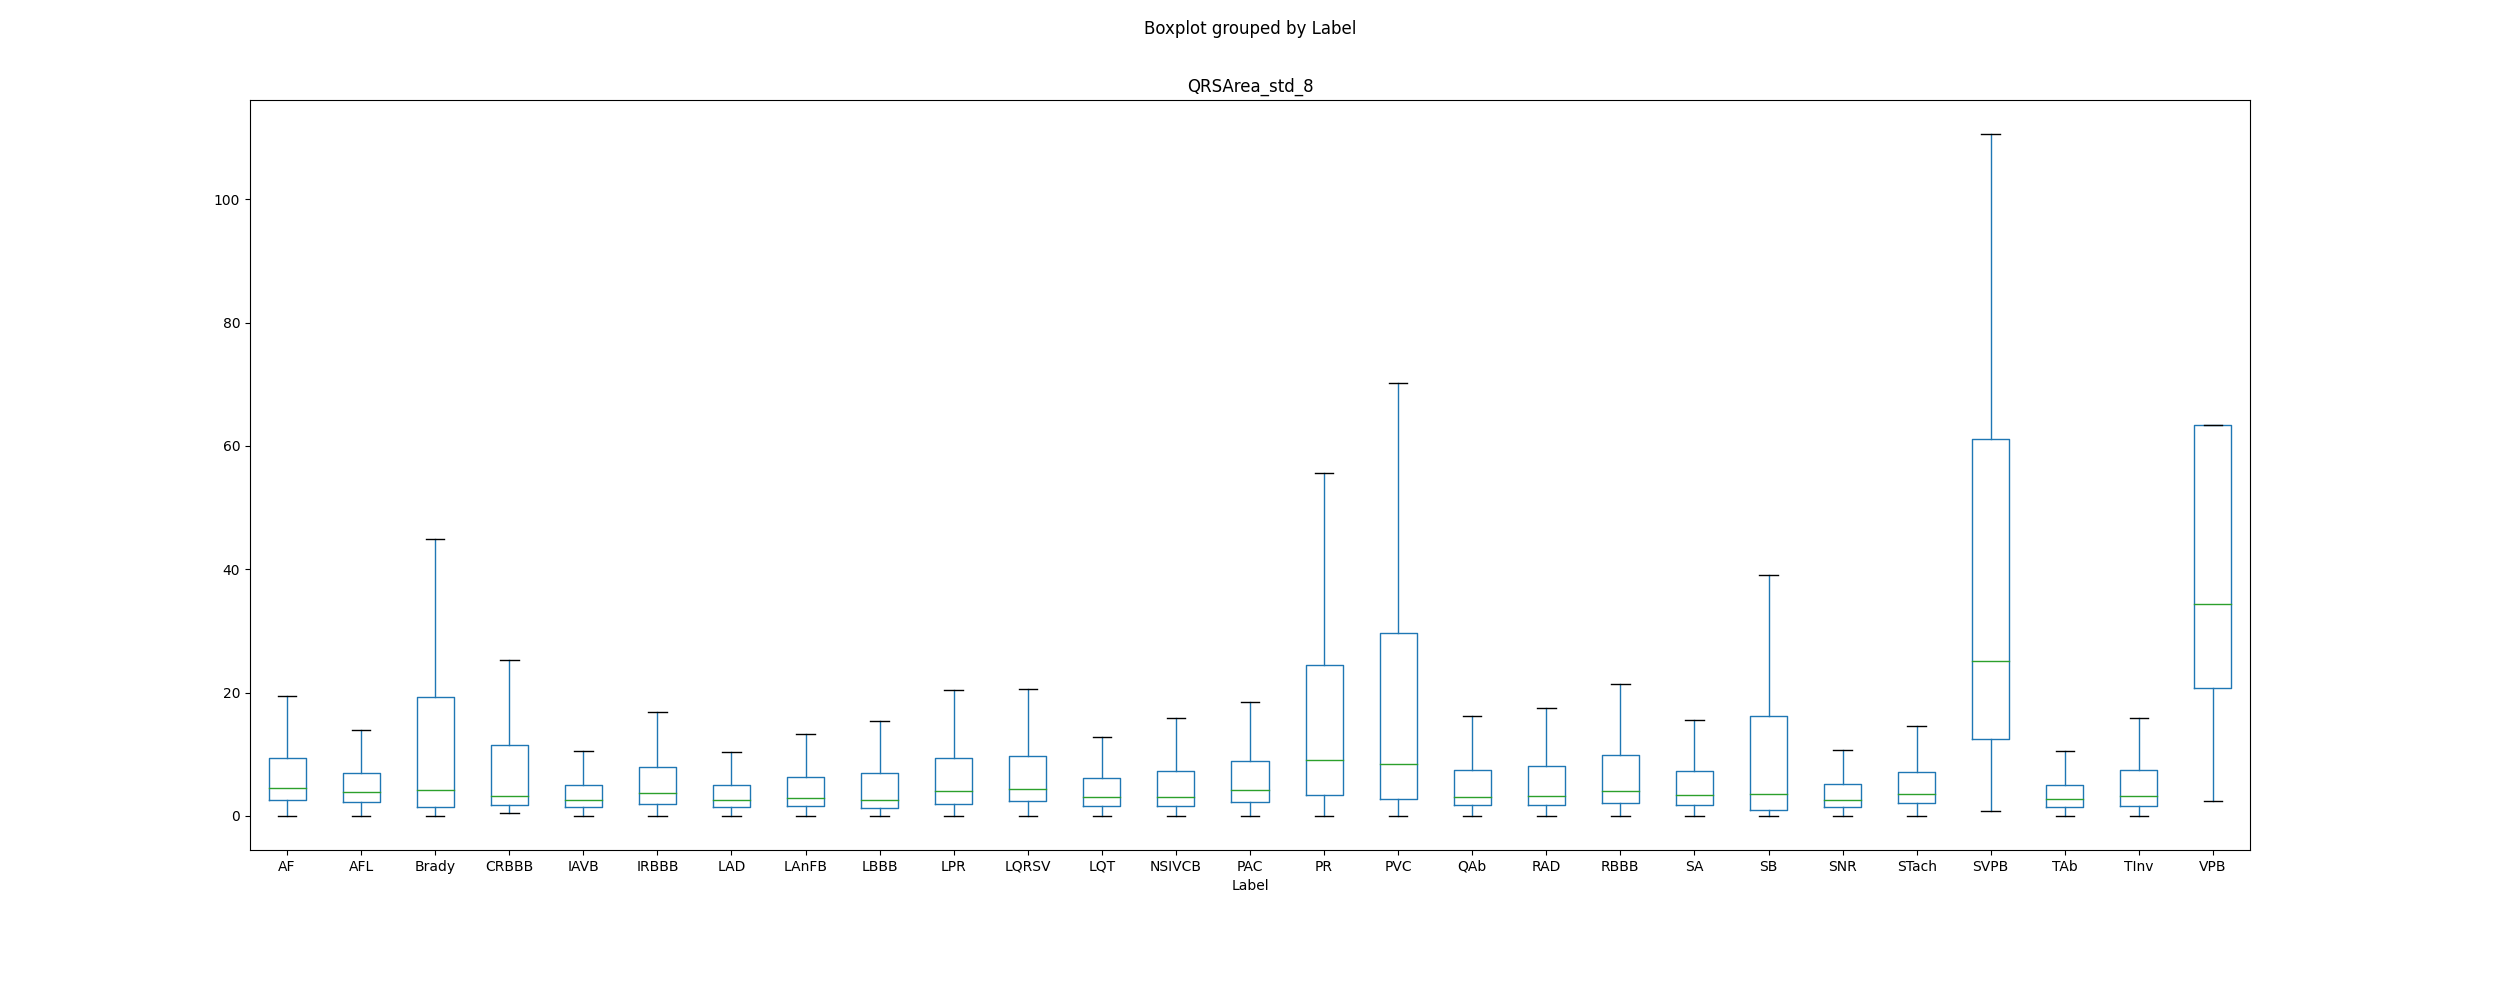 Boxplot grouped by Label
QRSArea_std_8
100
80
60
40
20
0
AF AFL Brady CRBBB IAVB IRBBB LAD LAnFB LBBB LPR LQRSV LQT NSIVCB PAC PR PVC QAb RAD RBBB SA SB SNR STach SVPB TAb TInv VPB
Label